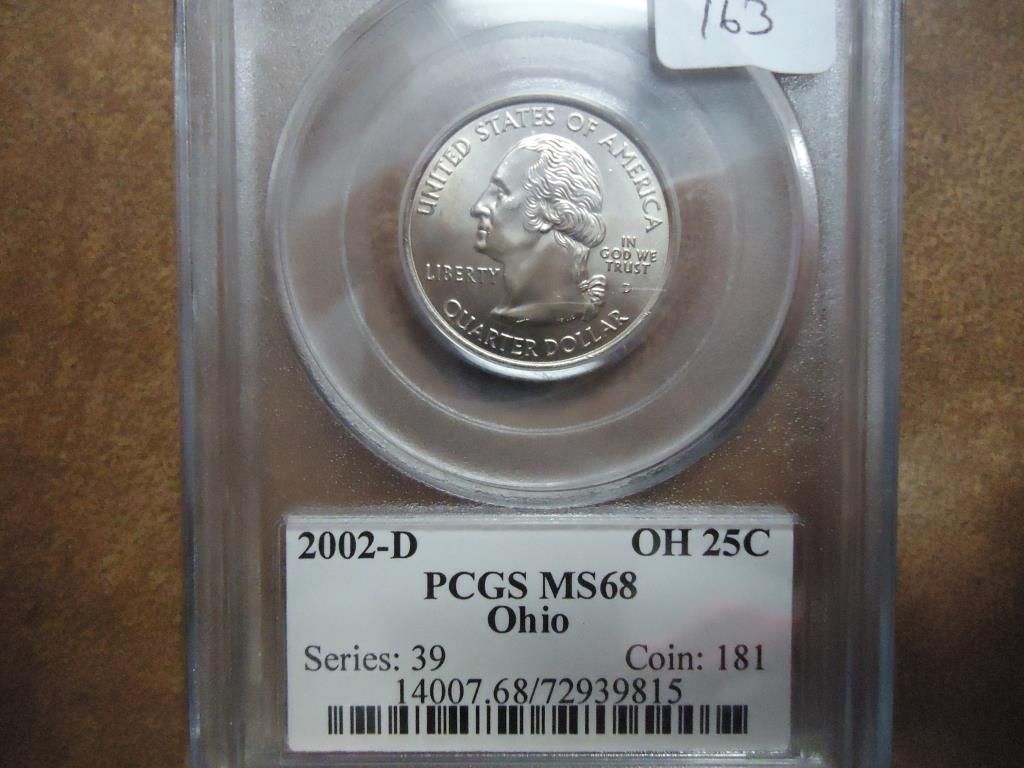 163
UNITED STATES OF AMERICA
LIBERTY
IN
GOD WE
TRUST
D
QUARTER DOLLAR
2002-D OH 25C
PCGS MS68
Ohio
Series: 39 Coin: 181
14007.68/72939815